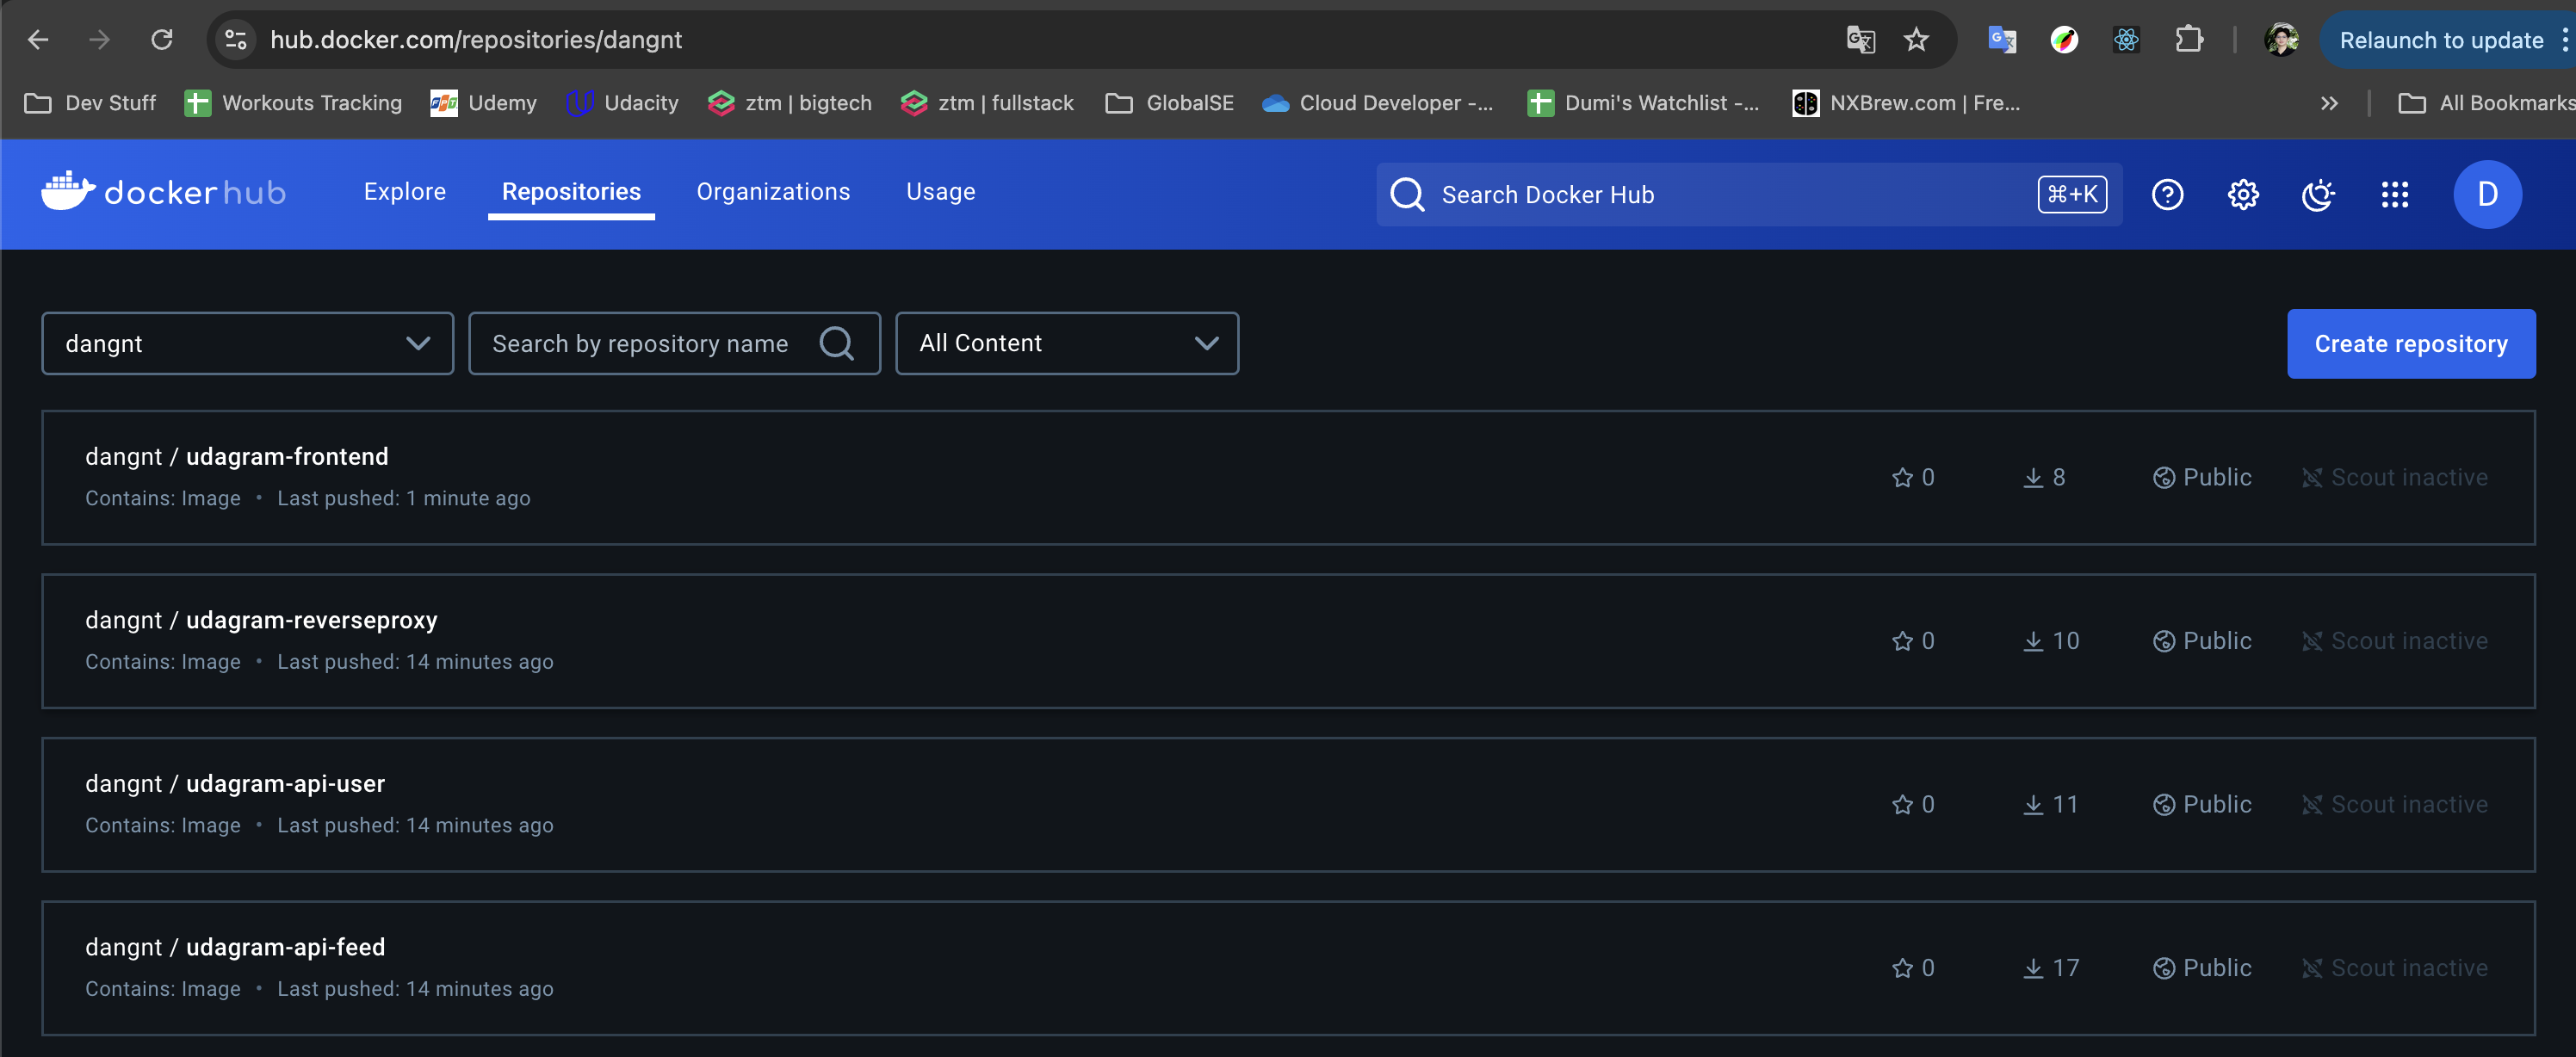 hub.docker.com/repositories/dangnt
Relaunch to update
Dev Stuff
Workouts Tracking
Udemy
Udacity
ztm | bigtech
ztm | fullstack
GlobalSE
Cloud Developer -...
Dumi's Watchlist -...
NXBrew.com | Fre...
All Bookmarks
dockerhub
Explore
Repositories
Organizations
Usage
Search Docker Hub
⌘+K
D
dangnt
Search by repository name
All Content
Create repository
dangnt / udagram-frontend
Contains: Image • Last pushed: 1 minute ago
0
8
Public
Scout inactive
dangnt / udagram-reverseproxy
Contains: Image • Last pushed: 14 minutes ago
0
10
Public
Scout inactive
dangnt / udagram-api-user
Contains: Image • Last pushed: 14 minutes ago
0
11
Public
Scout inactive
dangnt / udagram-api-feed
Contains: Image • Last pushed: 14 minutes ago
0
17
Public
Scout inactive